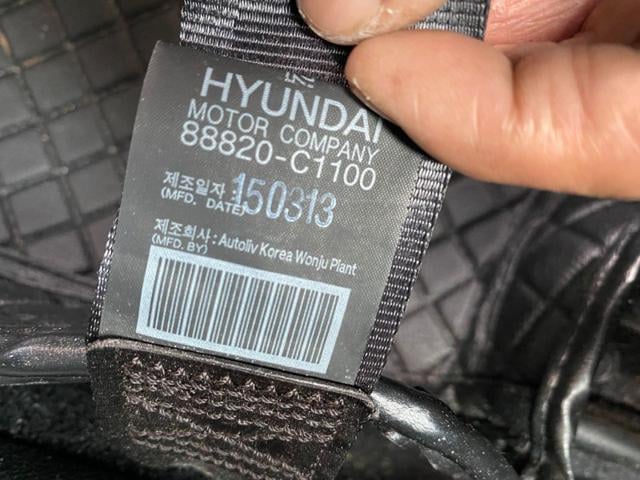 HYUNDAI
MOTOR COMPANY
88820-C1100
제조일자 :
(MFD. DATE) 150313
제조회사 : Autoliv Korea Wonju Plant
(MFD. BY)